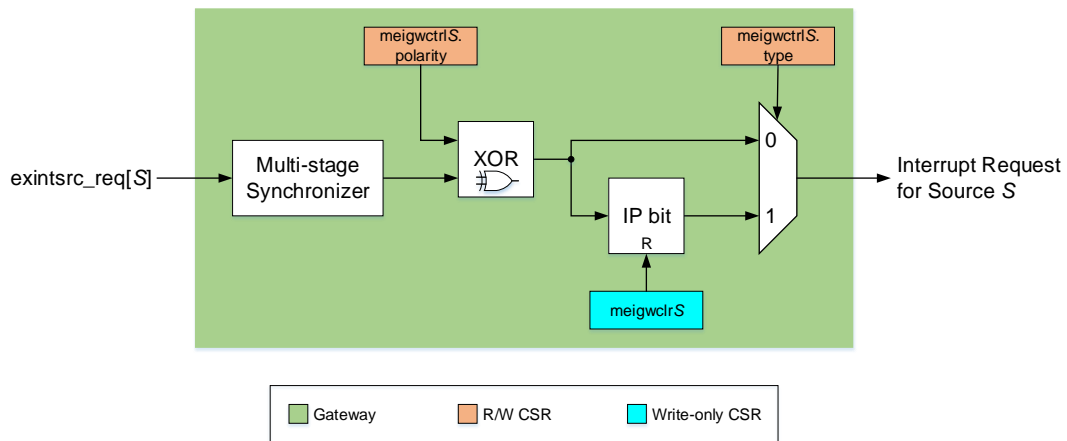 meigwctrlS.
polarity
meigwctrlS.
type
exintsrc_req[S]
Multi-stage
Synchronizer
XOR
0
IP bit
R
1
Interrupt Request
for Source S
meigwclrS
Gateway
R/W CSR
Write-only CSR